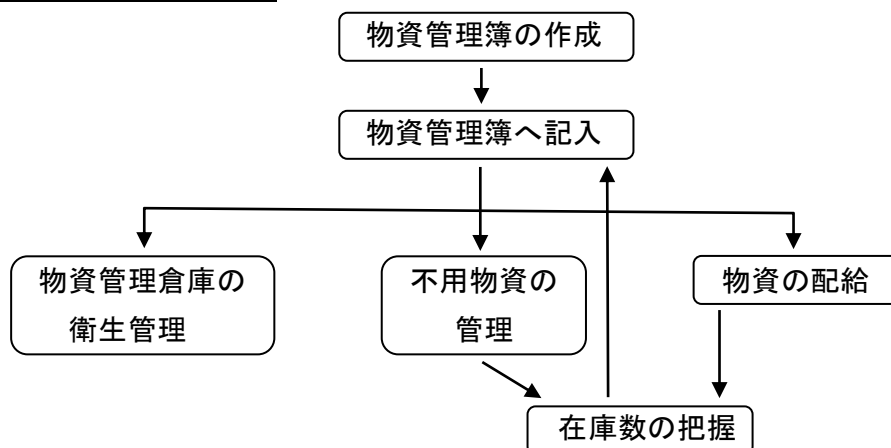 物資管理簿の作成
物資管理簿へ記入
物資管理倉庫の
衛生管理
不用物資の
管理
物資の配給
在庫数の把握